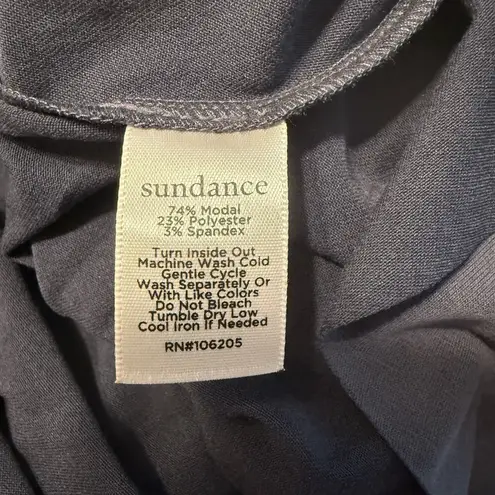 sundance
74% Modal
23% Polyester
3% Spandex
Turn Inside Out
Machine Wash Cold
Gentle Cycle
Wash Separately Or
With Like Colors
Do Not Bleach
Tumble Dry Low
Cool Iron If Needed
RN#106205